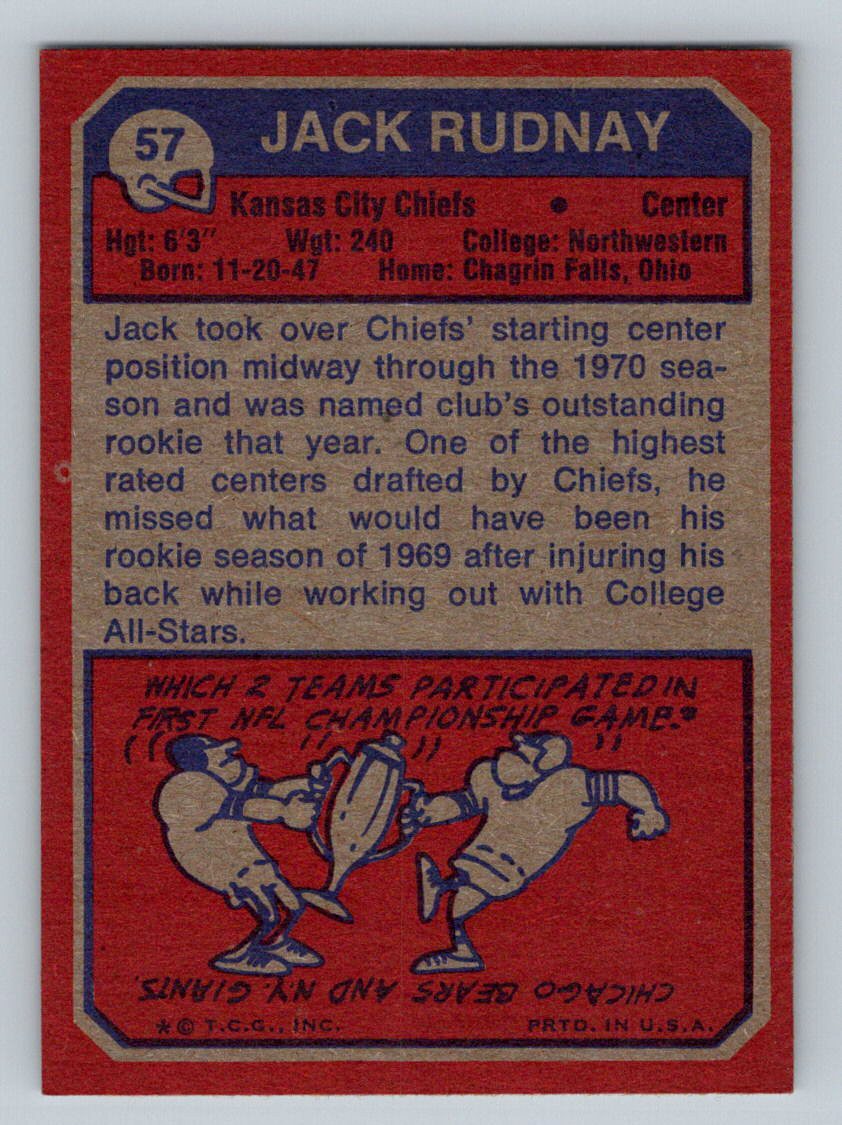 57
JACK RUDNAY
Kansas City Chiefs • Center
Hgt: 6'3" Wgt: 240 College: Northwestern
Born: 11-20-47 Home: Chagrin Falls, Ohio
Jack took over Chiefs' starting center
position midway through the 1970 sea-
son and was named club's outstanding
rookie that year. One of the highest
rated centers drafted by Chiefs, he
missed what would have been his
rookie season of 1969 after injuring his
back while working out with College
All-Stars.
WHICH 2 TEAMS PARTICIPATED IN
FIRST NFL CHAMPIONSHIP GAME?
CHICAGO BEARS AND N.Y. GIANTS.
* © T.C.G., INC. PRTD. IN U.S.A.